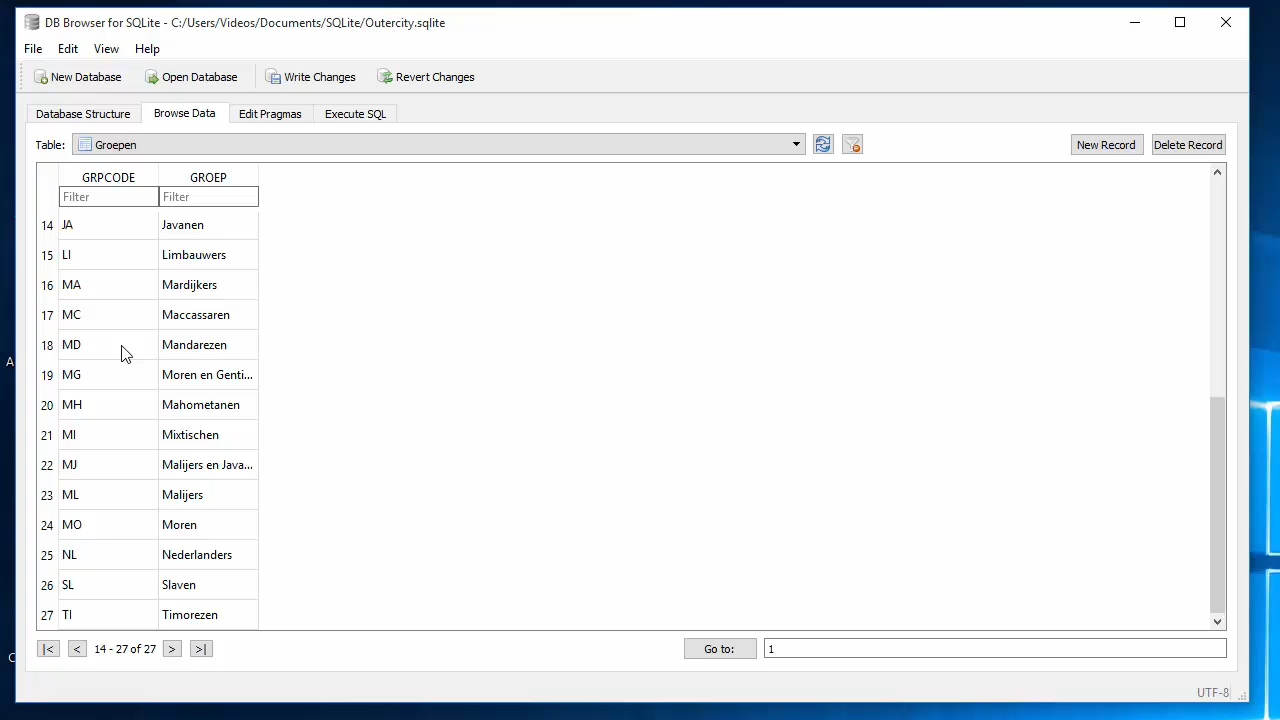 DB Browser for SQLite - C:/Users/Videos/Documents/SQLite/Outercity.sqlite
File Edit View Help
New Database Open Database Write Changes Revert Changes
Database Structure Browse Data Edit Pragmas Execute SQL
Table: Groepen New Record Delete Record
GRPCODE GROEP
Filter Filter
14 JA Javanen
15 LI Limbauwers
16 MA Mardijkers
17 MC Maccassaren
18 MD Mandarezen
19 MG Moren en Genti...
20 MH Mahometanen
21 MI Mixtischen
22 MJ Malijers en Java...
23 ML Malijers
24 MO Moren
25 NL Nederlanders
26 SL Slaven
27 TI Timorezen
|< < 14 - 27 of 27 > >| Go to: 1
UTF-8
A
C